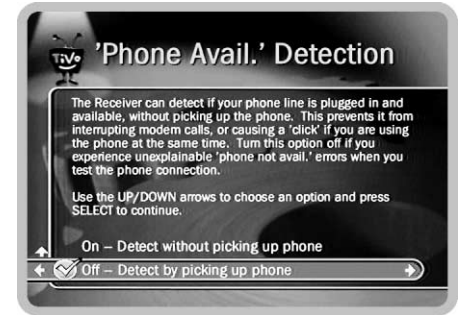 TiVo
'Phone Avail.' Detection
The Receiver can detect if your phone line is plugged in and
available, without picking up the phone. This prevents it from
interrupting modem calls, or causing a 'click' if you are using
the phone at the same time. Turn this option off if you
experience unexplainable 'phone not avail.' errors when you
test the phone connection.
Use the UP/DOWN arrows to choose an option and press
SELECT to continue.
On – Detect without picking up phone
Off – Detect by picking up phone